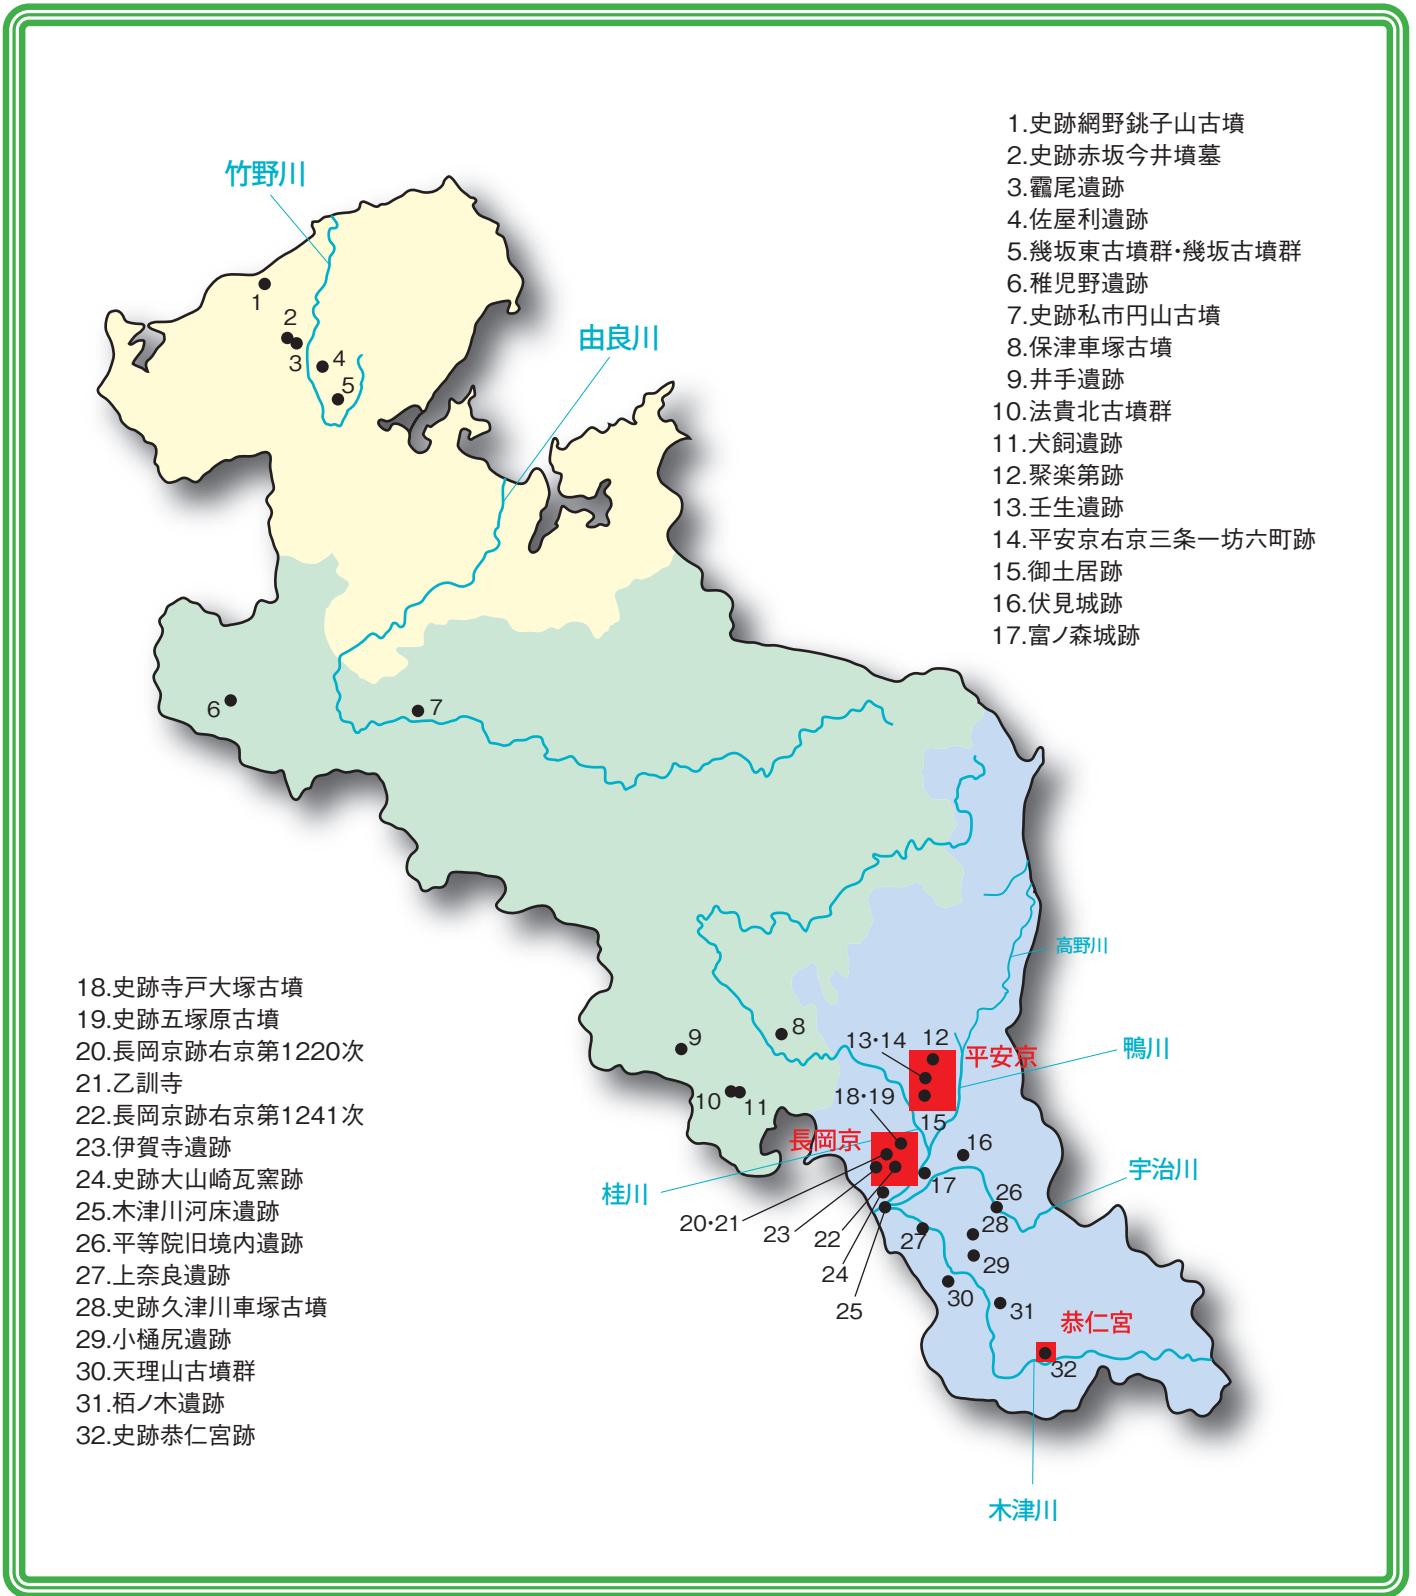 1.史跡網野銚子山古墳
2.史跡赤坂今井墳墓
3.靍尾遺跡
4.佐屋利遺跡
5.幾坂東古墳群・幾坂古墳群
6.稚児野遺跡
7.史跡私市円山古墳
8.保津車塚古墳
9.井手遺跡
10.法貴北古墳群
11.犬飼遺跡
12.聚楽第跡
13.壬生遺跡
14.平安京右京三条一坊六町跡
15.御土居跡
16.伏見城跡
17.富ノ森城跡
竹野川
由良川
1
2
3
4
5
6
7
高野川
8
9
10
11
12
13・14
平安京
鴨川
18・19
15
長岡京
16
17
宇治川
桂川
20・21
23
22
24
25
26
27
28
29
30
31
恭仁宮
32
木津川
18.史跡寺戸大塚古墳
19.史跡五塚原古墳
20.長岡京跡右京第1220次
21.乙訓寺
22.長岡京跡右京第1241次
23.伊賀寺遺跡
24.史跡大山崎瓦窯跡
25.木津川河床遺跡
26.平等院旧境内遺跡
27.上奈良遺跡
28.史跡久津川車塚古墳
29.小樋尻遺跡
30.天理山古墳群
31.栢ノ木遺跡
32.史跡恭仁宮跡